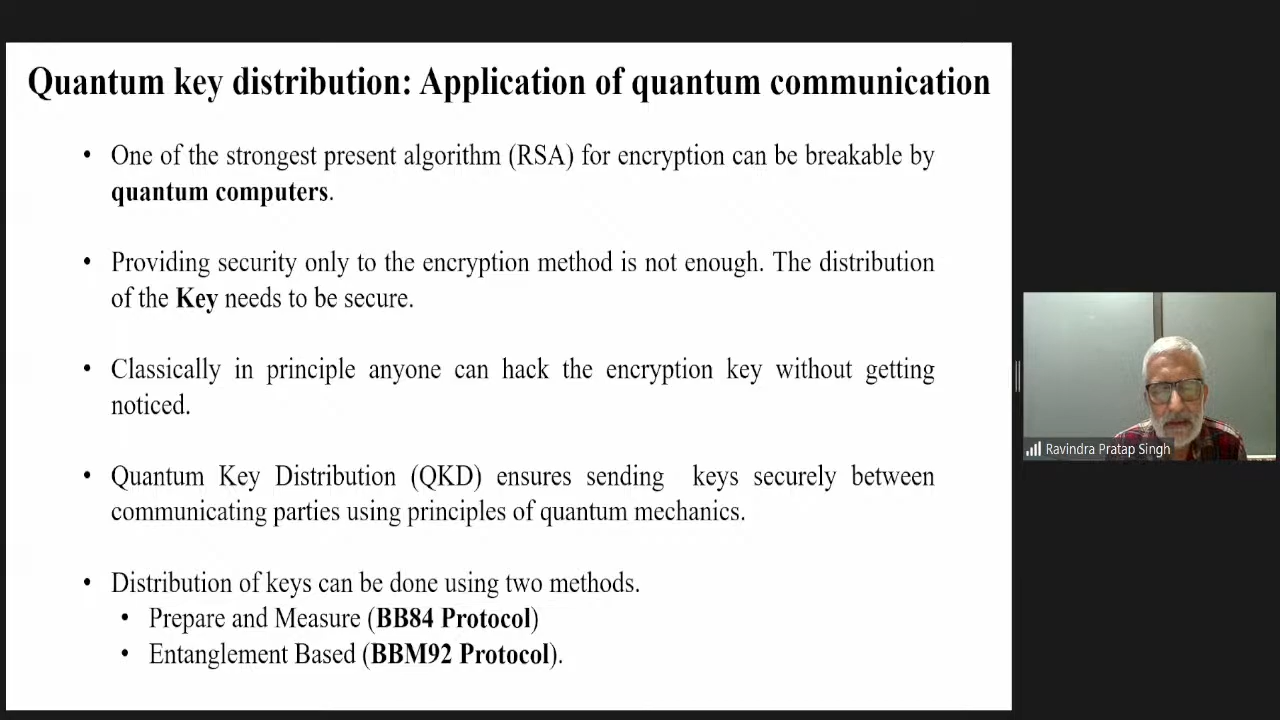 Quantum key distribution: Application of quantum communication
• One of the strongest present algorithm (RSA) for encryption can be breakable by
quantum computers.
• Providing security only to the encryption method is not enough. The distribution
of the Key needs to be secure.
• Classically in principle anyone can hack the encryption key without getting
noticed.
• Quantum Key Distribution (QKD) ensures sending keys securely between
communicating parties using principles of quantum mechanics.
• Distribution of keys can be done using two methods.
• Prepare and Measure (BB84 Protocol)
• Entanglement Based (BBM92 Protocol).
Ravindra Pratap Singh